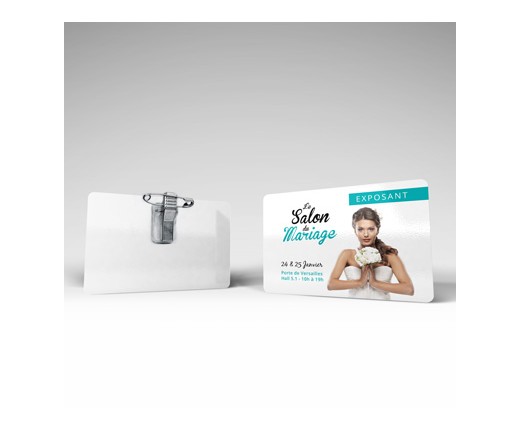 EXPOSANT
Le
Salon
du
Mariage
24 & 25 Janvier
Porte de Versailles
Hall 5.1 - 10h à 19h